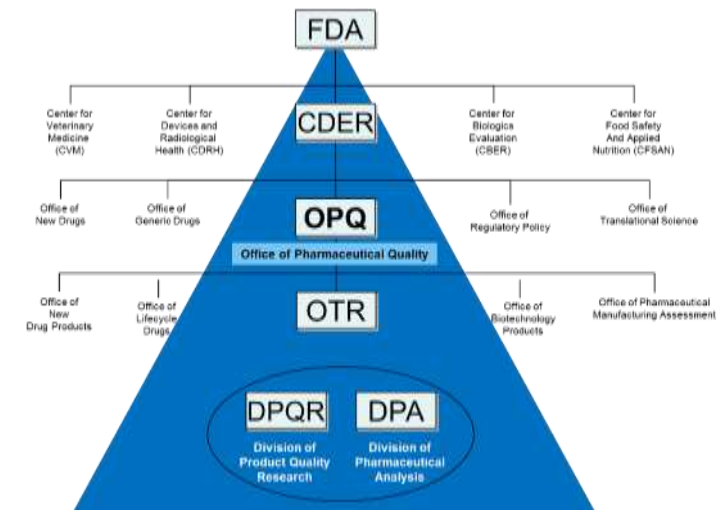 FDA
Center for
Veterinary
Medicine
(CVM)
Center for
Devices and
Radiological
Health (CDRH)
CDER
Center for
Biologics
Evaluation
(CBER)
Center for
Food Safety
And Applied
Nutrition (CFSAN)
Office of
New Drugs
Office of
Generic Drugs
OPQ
Office of Pharmaceutical Quality
Office of
Regulatory Policy
Office of
Translational Science
Office of
New
Drug Products
Office of
Lifecycle
Drugs
OTR
Office of
Biotechnology
Products
Office of Pharmaceutical
Manufacturing Assessment
DPQR
Division of
Product Quality
Research
DPA
Division of
Pharmaceutical
Analysis